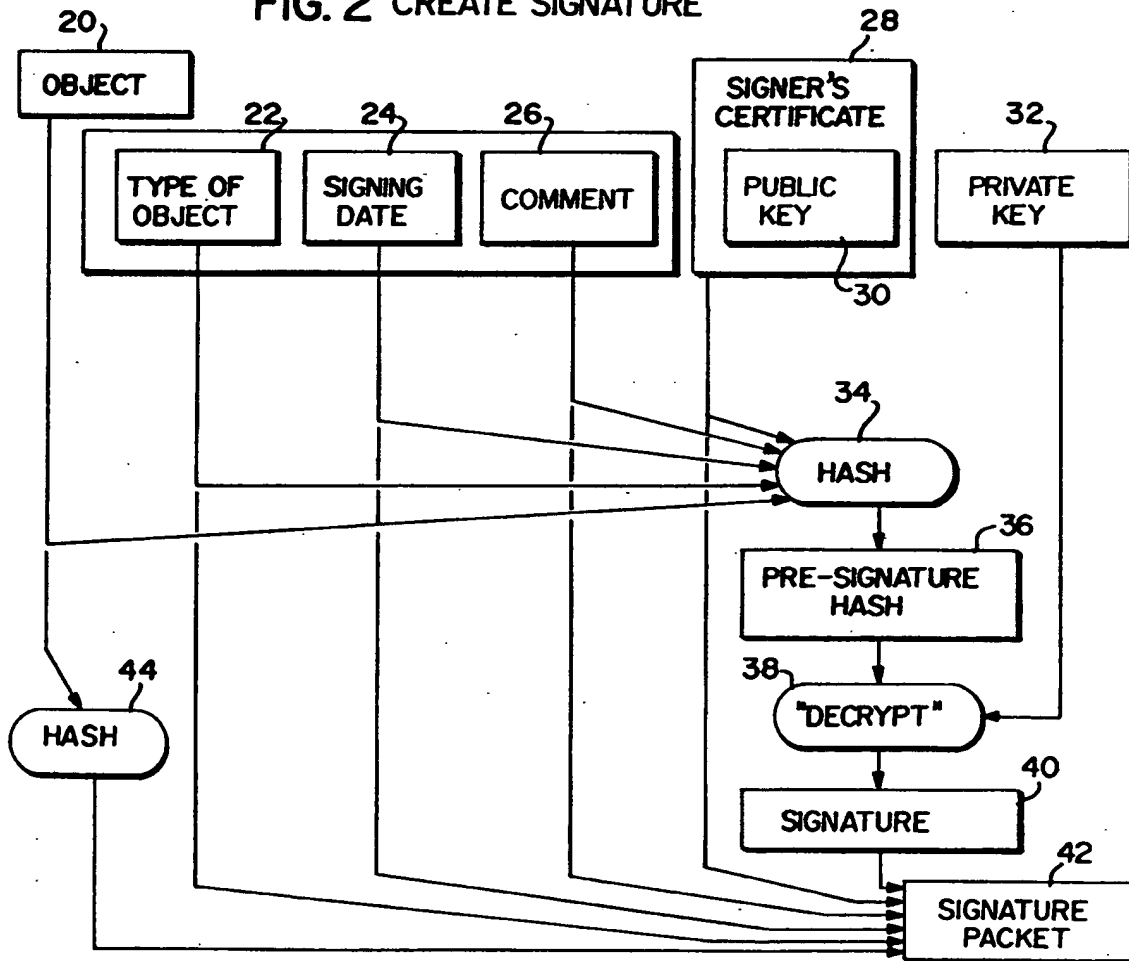 FIG. 2 CREATE SIGNATURE
20
OBJECT
22
TYPE OF
OBJECT
24
SIGNING
DATE
26
COMMENT
28
SIGNER'S
CERTIFICATE
PUBLIC
KEY
30
32
PRIVATE
KEY
34
HASH
36
PRE-SIGNATURE
HASH
38
"DECRYPT"
44
HASH
40
SIGNATURE
42
SIGNATURE
PACKET